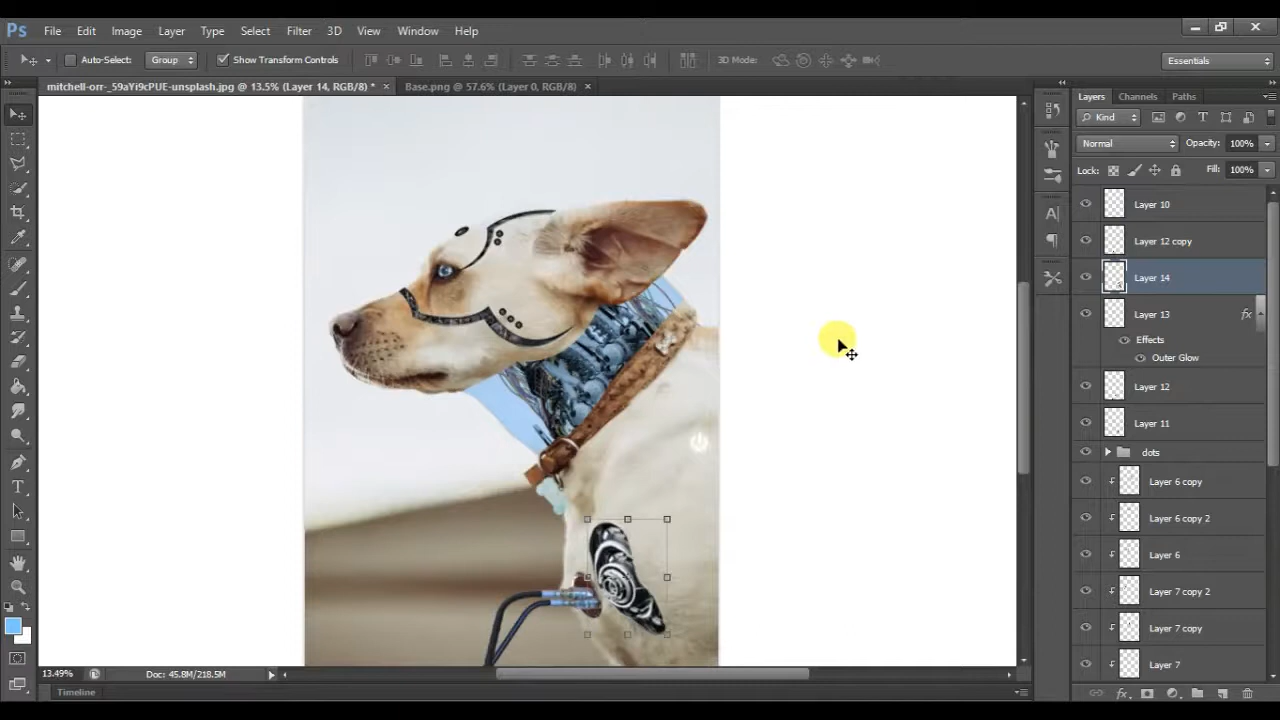 Ps File Edit Image Layer Type Select Filter 3D View Window Help
Auto-Select: Group Show Transform Controls 3D Mode: Essentials
mitchell-orr-_59aYi9cPUE-unsplash.jpg @ 13.5% (Layer 14, RGB/8) * × Base.png @ 57.6% (Layer 0, RGB/8) ×
Layers Channels Paths
Kind
Normal Opacity: 100%
Lock: Fill: 100%
Layer 10
Layer 12 copy
Layer 14
Layer 13 fx
Effects
Outer Glow
Layer 12
Layer 11
dots
Layer 6 copy
Layer 6 copy 2
Layer 6
Layer 7 copy 2
Layer 7 copy
Layer 7
13.49% Doc: 45.8M/218.5M
Timeline